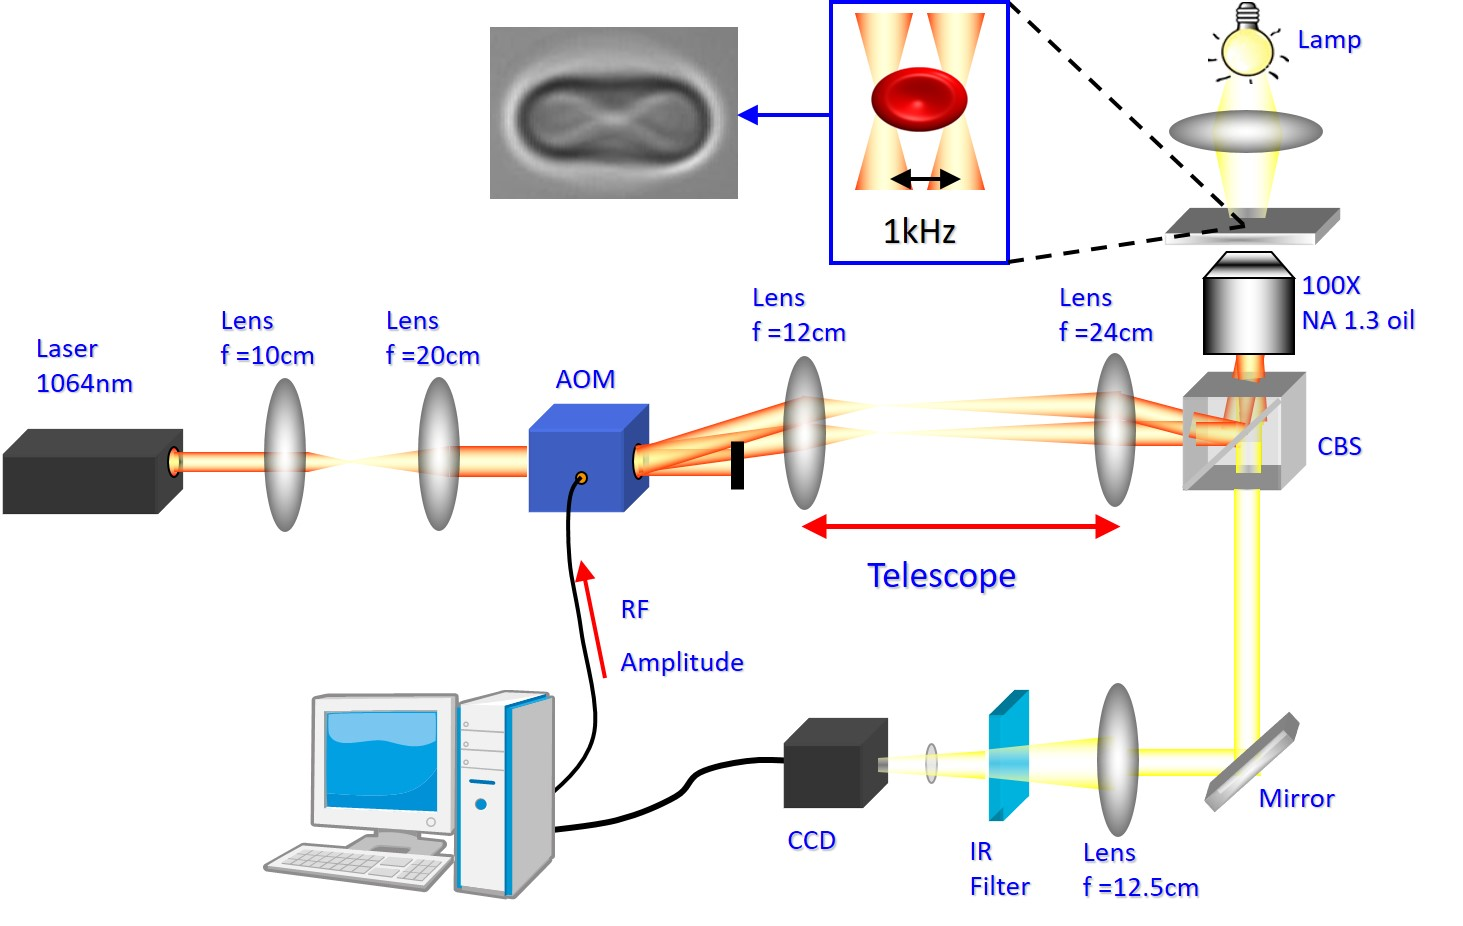 Lamp
1kHz
100X
NA 1.3 oil
Lens
f =12cm
Lens
f =24cm
Lens
f =10cm
Lens
f =20cm
Laser
1064nm
AOM
CBS
Telescope
RF
Amplitude
Mirror
CCD
IR
Filter
Lens
f =12.5cm